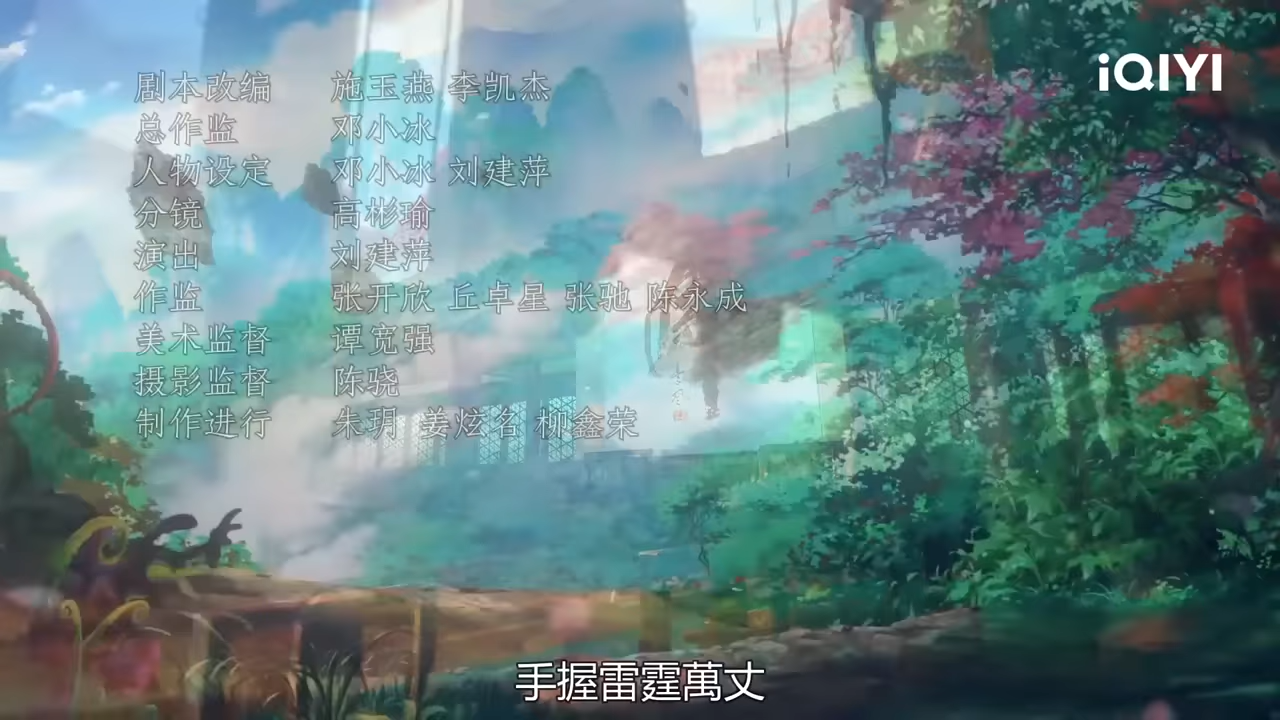 iQIYI
剧本改编 施玉燕 李凯杰
总作监 邓小冰
人物设定 邓小冰 刘建萍
分镜 高彬瑜
演出 刘建萍
作监 张开欣 丘卓星 张驰 陈永成
美术监督 谭宽强
摄影监督 陈骁
制作进行 朱玥 姜炫名 柳鑫荣
手握雷霆萬丈